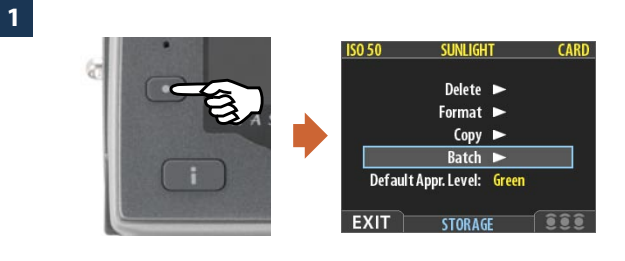 1
A S
i
ISO 50 SUNLIGHT CARD
Delete
Format
Copy
Batch
Default Appr. Level: Green
EXIT STORAGE